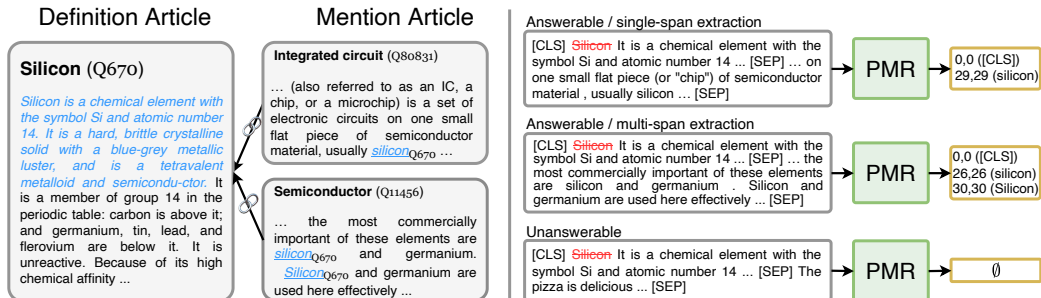 Definition Article
Silicon (Q670)
Silicon is a chemical element with
the symbol Si and atomic number
14. It is a hard, brittle crystalline
solid with a blue-grey metallic
luster, and is a tetravalent
metalloid and semicondu-ctor. It
is a member of group 14 in the
periodic table: carbon is above it;
and germanium, tin, lead, and
flerovium are below it. It is
unreactive. Because of its high
chemical affinity ...
Mention Article
Integrated circuit (Q80831)
... (also referred to as an IC, a
chip, or a microchip) is a set of
electronic circuits on one small
flat piece of semiconductor
material, usually siliconQ670 ...
Semiconductor (Q11456)
... the most commercially
important of these elements are
siliconQ670 and germanium.
SiliconQ670 and germanium are
used here effectively ...
Answerable / single-span extraction
[CLS] Silicon It is a chemical element with the
symbol Si and atomic number 14 ... [SEP] ... on
one small flat piece (or "chip") of semiconductor
material , usually silicon ... [SEP]
PMR
0,0 ([CLS])
29,29 (silicon)
Answerable / multi-span extraction
[CLS] Silicon It is a chemical element with the
symbol Si and atomic number 14 ... [SEP] ... the
most commercially important of these elements
are silicon and germanium . Silicon and
germanium are used here effectively ... [SEP]
PMR
0,0 ([CLS])
26,26 (silicon)
30,30 (Silicon)
Unanswerable
[CLS] Silicon It is a chemical element with the
symbol Si and atomic number 14 ... [SEP] The
pizza is delicious ... [SEP]
PMR
∅